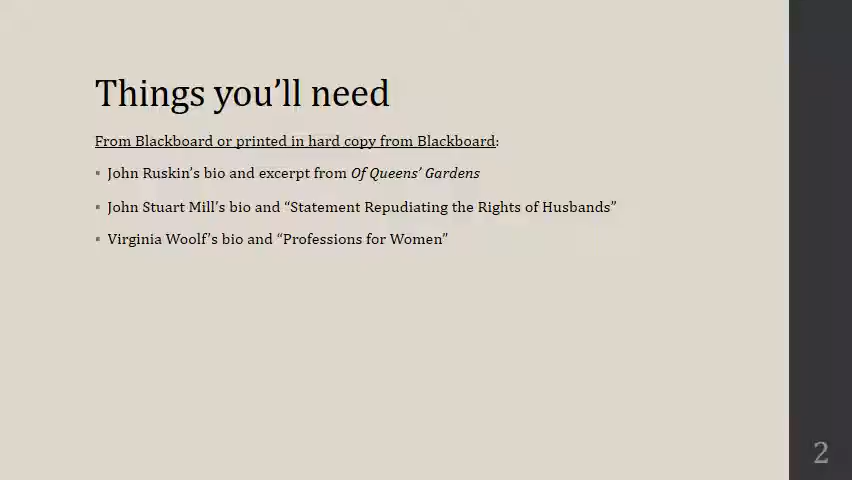 Things you’ll need
From Blackboard or printed in hard copy from Blackboard:
▪ John Ruskin’s bio and excerpt from Of Queens’ Gardens
▪ John Stuart Mill’s bio and “Statement Repudiating the Rights of Husbands”
▪ Virginia Woolf’s bio and “Professions for Women”
2